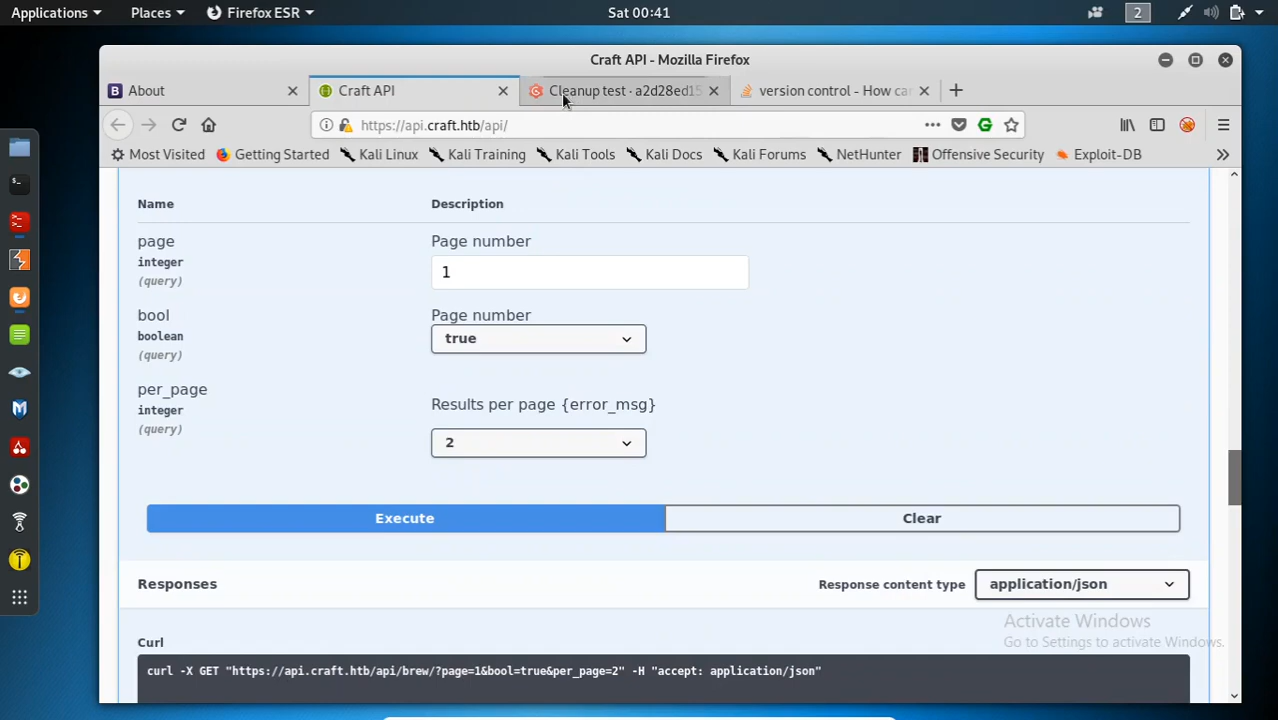 Applications Places Firefox ESR Sat 00:41 2
Craft API - Mozilla Firefox
About Craft API Cleanup test · a2d28ed15 version control - How car
https://api.craft.htb/api/
Most Visited Getting Started Kali Linux Kali Training Kali Tools Kali Docs Kali Forums NetHunter Offensive Security Exploit-DB
Name Description
page Page number
integer 1
(query)
bool Page number
boolean true
(query)
per_page Results per page {error_msg}
integer
(query) 2
Execute Clear
Responses Response content type application/json
Activate Windows
Go to Settings to activate Windows.
Curl
curl -X GET "https://api.craft.htb/api/brew/?page=1&bool=true&per_page=2" -H "accept: application/json"